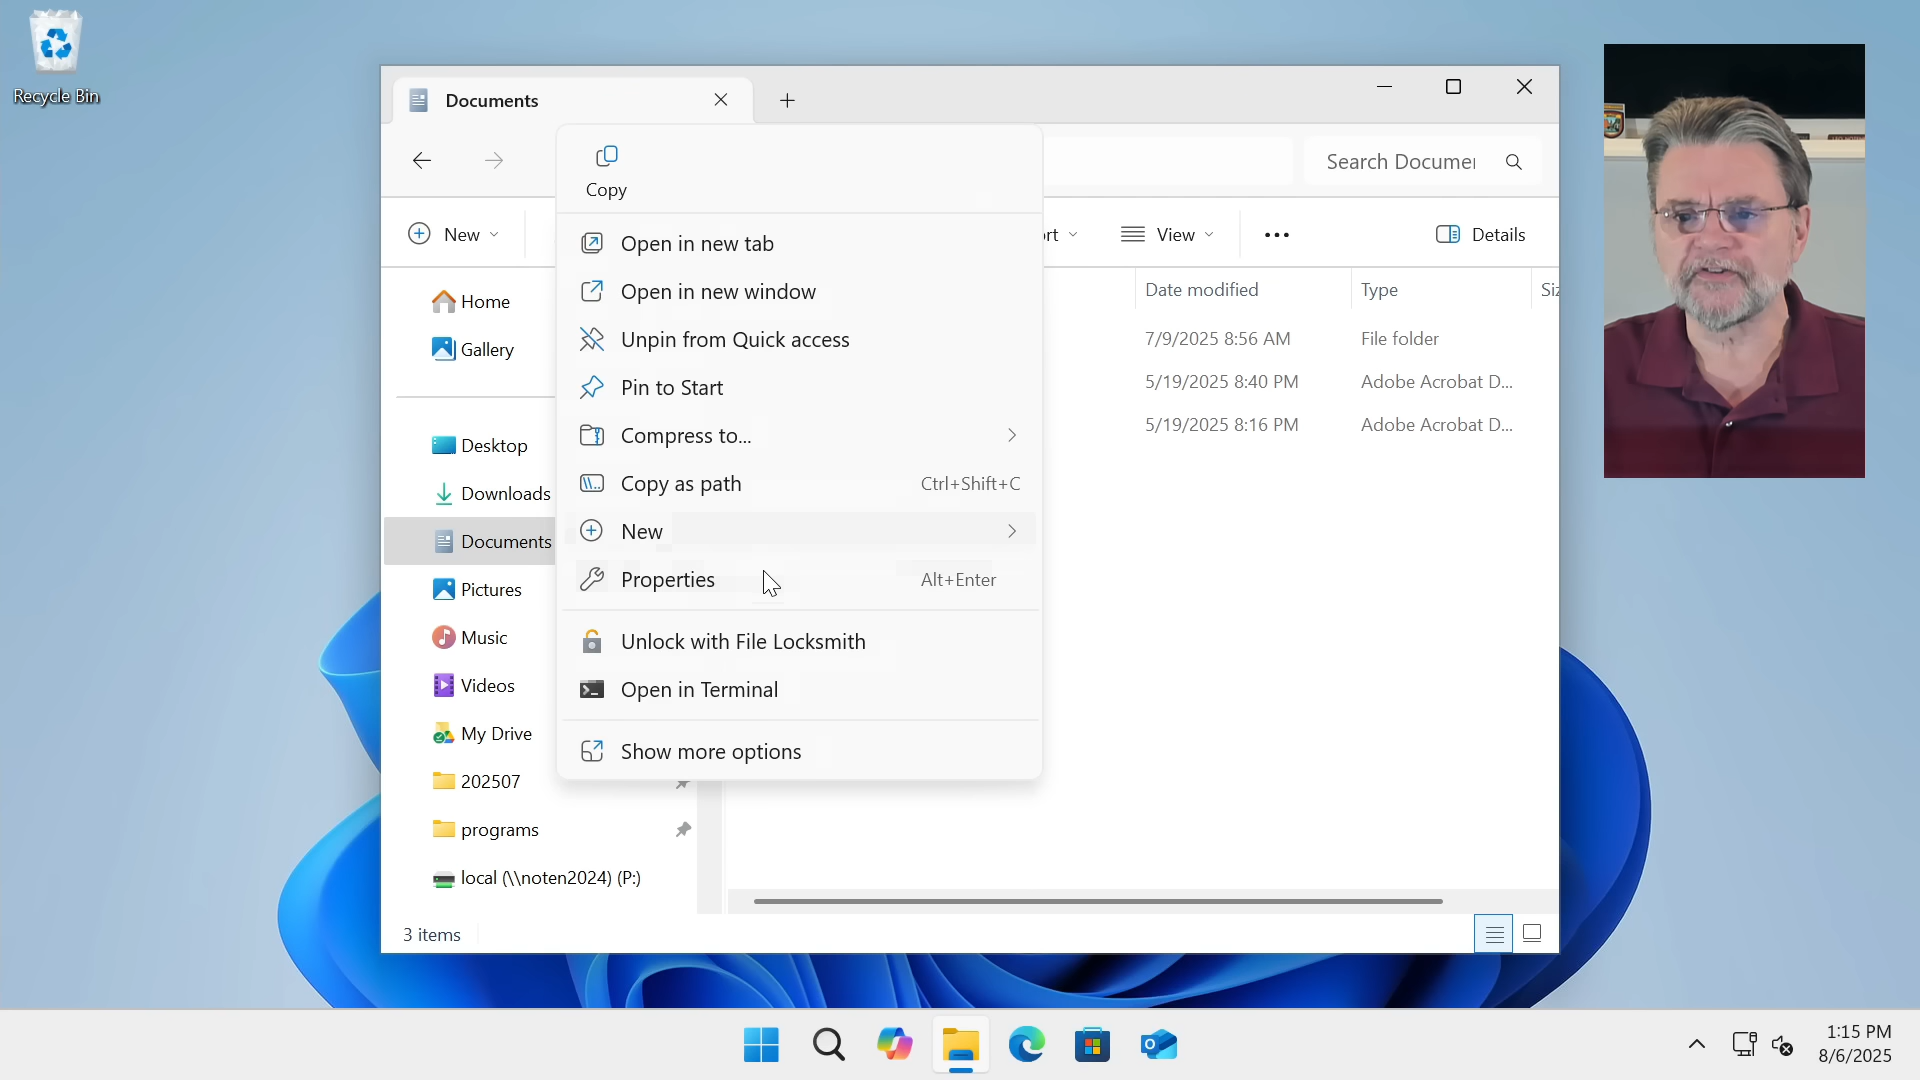 Recycle Bin
Documents
Search Documen
Copy
New
ort
View
Details
Open in new tab
Open in new window
Unpin from Quick access
Pin to Start
Compress to...
Copy as path Ctrl+Shift+C
New
Properties Alt+Enter
Unlock with File Locksmith
Open in Terminal
Show more options
Home
Gallery
Desktop
Downloads
Documents
Pictures
Music
Videos
My Drive
202507
programs
local (\\noten2024) (P:)
Date modified Type Siz
7/9/2025 8:56 AM File folder
5/19/2025 8:40 PM Adobe Acrobat D...
5/19/2025 8:16 PM Adobe Acrobat D...
3 items
1:15 PM
8/6/2025